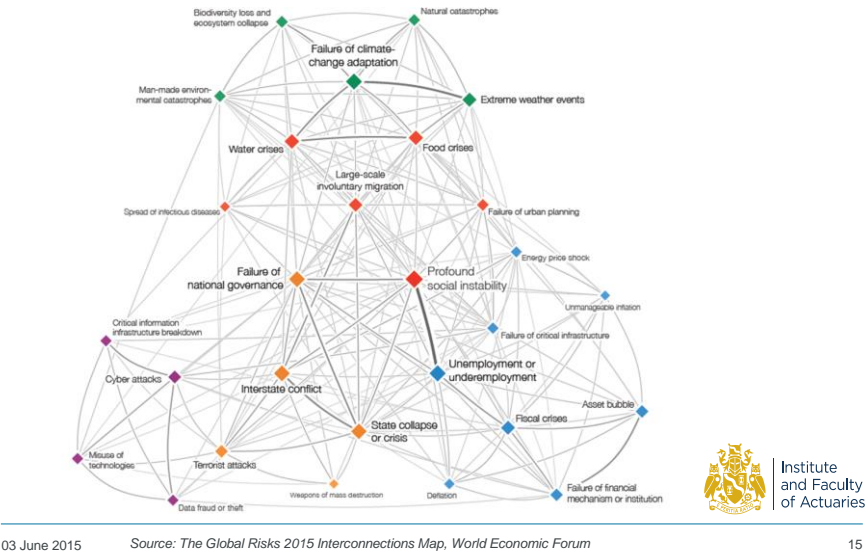 Biodiversity loss and
ecosystem collapse
Natural catastrophes
Failure of climate-
change adaptation
Man-made environ-
mental catastrophes
Extreme weather events
Water crises
Food crises
Large-scale
involuntary migration
Spread of infectious diseases
Failure of urban planning
Energy price shock
Failure of
national governance
Profound
social instability
Unmanageable inflation
Critical information
infrastructure breakdown
Failure of critical infrastructure
Cyber attacks
Interstate conflict
Unemployment or
underemployment
Asset bubble
Fiscal crises
State collapse
or crisis
Misuse of
technologies
Terrorist attacks
Weapons of mass destruction
Deflation
Failure of financial
mechanism or institution
Data fraud or theft
Institute
and Faculty
of Actuaries
03 June 2015
Source: The Global Risks 2015 Interconnections Map, World Economic Forum
15